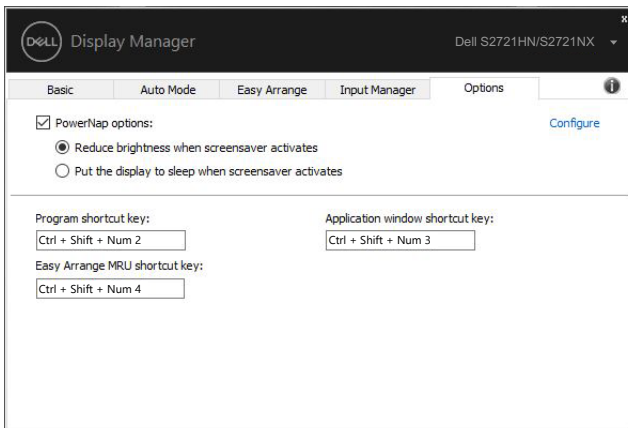 x
DELL Display Manager Dell S2721HN/S2721NX
Basic Auto Mode Easy Arrange Input Manager Options i
PowerNap options: Configure
Reduce brightness when screensaver activates
Put the display to sleep when screensaver activates
Program shortcut key: Application window shortcut key:
Ctrl + Shift + Num 2 Ctrl + Shift + Num 3
Easy Arrange MRU shortcut key:
Ctrl + Shift + Num 4